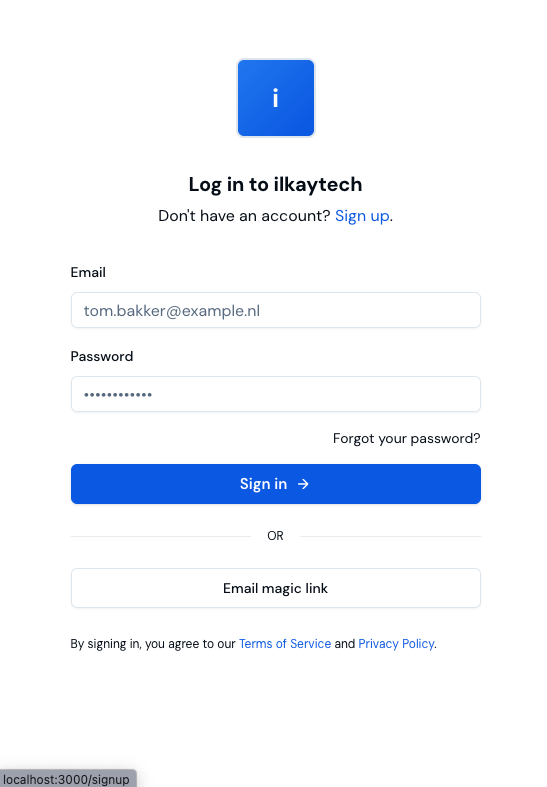 i
Log in to ilkaytech
Don't have an account? Sign up.
Email
tom.bakker@example.nl
Password
••••••••••••
Forgot your password?
Sign in →
OR
Email magic link
By signing in, you agree to our Terms of Service and Privacy Policy.
localhost:3000/signup